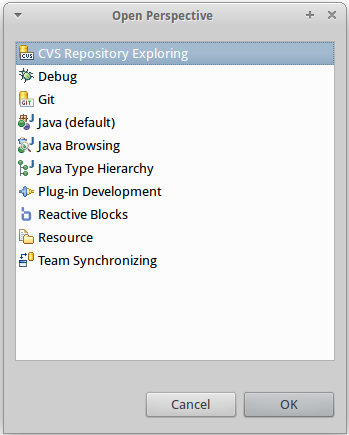 Open Perspective
CVS Repository Exploring
Debug
Git
Java (default)
Java Browsing
Java Type Hierarchy
Plug-in Development
Reactive Blocks
Resource
Team Synchronizing
Cancel
OK